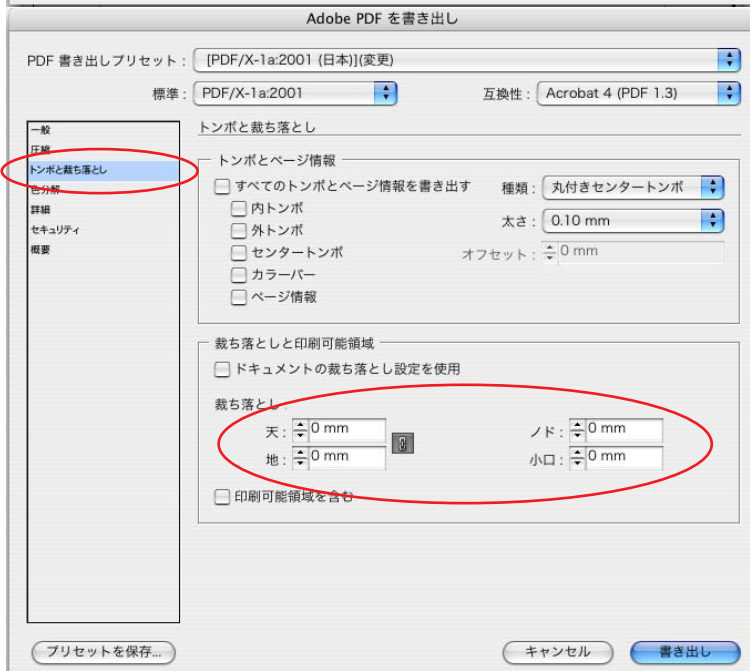 Adobe PDF を書き出し
PDF 書き出しプリセット : [PDF/X-1a:2001 (日本)](変更)
標準 : PDF/X-1a:2001 互換性 : Acrobat 4 (PDF 1.3)
一般
圧縮
トンボと裁ち落とし
色分解
詳細
セキュリティ
概要
トンボと裁ち落とし
トンボとページ情報
すべてのトンボとページ情報を書き出す 種類 : 丸付きセンタートンボ
内トンボ
外トンボ 太さ : 0.10 mm
センタートンボ オフセット : 0 mm
カラーバー
ページ情報
裁ち落としと印刷可能領域
ドキュメントの裁ち落とし設定を使用
裁ち落とし :
天 : 0 mm ノド : 0 mm
地 : 0 mm 小口 : 0 mm
印刷可能領域を含む
プリセットを保存... キャンセル 書き出し